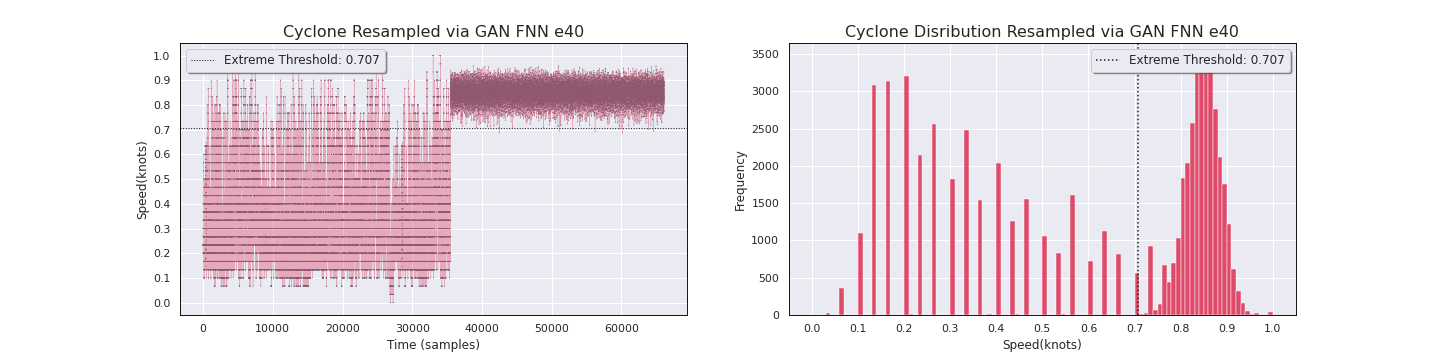 Cyclone Resampled via GAN FNN e40
Extreme Threshold: 0.707
1.0
0.9
0.8
0.7
0.6
0.5
0.4
0.3
0.2
0.1
0.0
Speed(knots)
0 10000 20000 30000 40000 50000 60000
Time (samples)
Cyclone Disribution Resampled via GAN FNN e40
Extreme Threshold: 0.707
3500
3000
2500
2000
1500
1000
500
0
Frequency
0.0 0.1 0.2 0.3 0.4 0.5 0.6 0.7 0.8 0.9 1.0
Speed(knots)